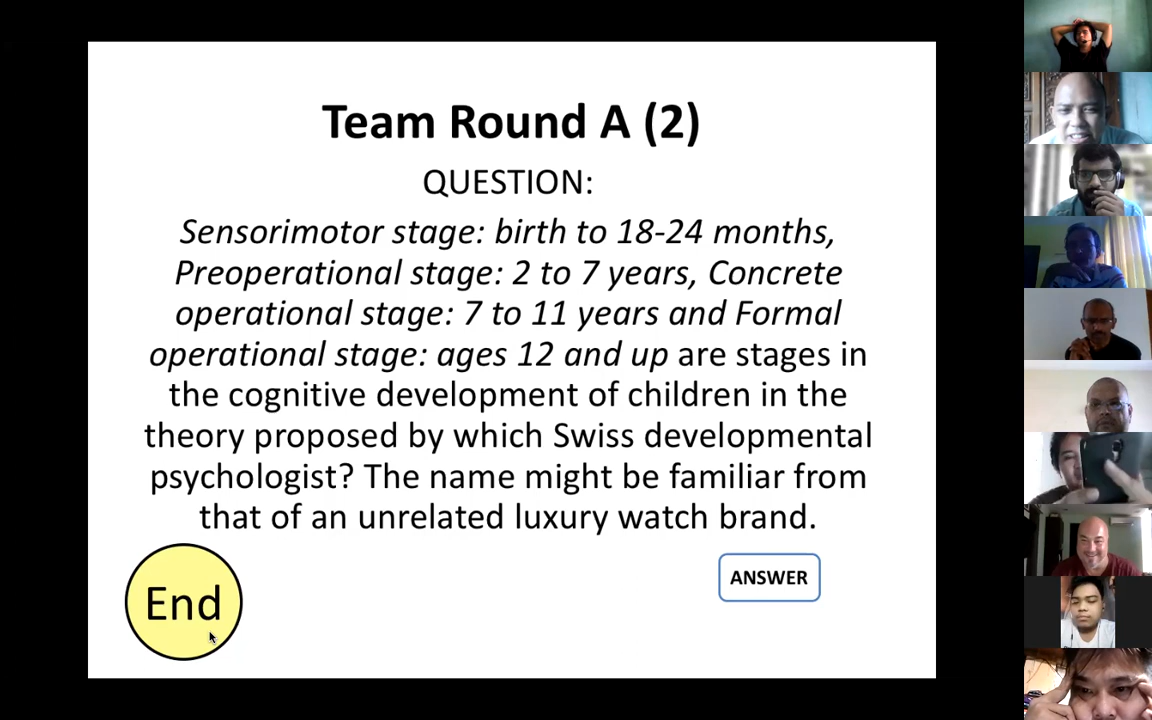 Team Round A (2)
QUESTION:
Sensorimotor stage: birth to 18-24 months,
Preoperational stage: 2 to 7 years, Concrete
operational stage: 7 to 11 years and Formal
operational stage: ages 12 and up are stages in
the cognitive development of children in the
theory proposed by which Swiss developmental
psychologist? The name might be familiar from
that of an unrelated luxury watch brand.
End
ANSWER